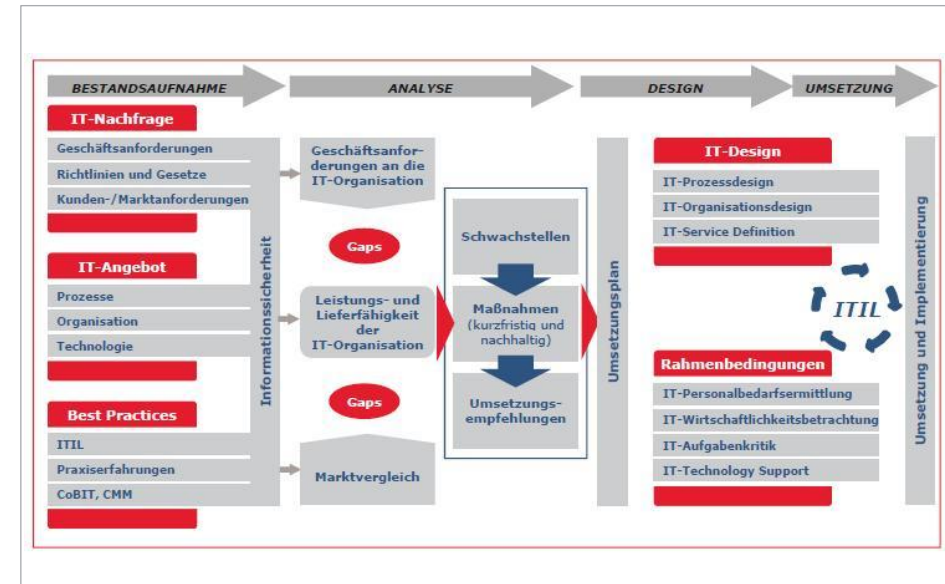 BESTANDSAUFNAHME
ANALYSE
DESIGN
UMSETZUNG
IT-Nachfrage
Geschäftsanforderungen
Richtlinien und Gesetze
Kunden-/Marktanforderungen
IT-Angebot
Prozesse
Organisation
Technologie
Best Practices
ITIL
Praxiserfahrungen
CoBIT, CMM
Informationssicherheit
Geschäftsanfor-
derungen an die
IT-Organisation
Gaps
Leistungs- und
Lieferfähigkeit
der
IT-Organisation
Gaps
Marktvergleich
Schwachstellen
Maßnahmen
(kurzfristig und
nachhaltig)
Umsetzungs-
empfehlungen
Umsetzungsplan
IT-Design
IT-Prozessdesign
IT-Organisationsdesign
IT-Service Definition
ITIL
Rahmenbedingungen
IT-Personalbedarfsermittlung
IT-Wirtschaftlichkeitsbetrachtung
IT-Aufgabenkritik
IT-Technology Support
Umsetzung und Implementierung